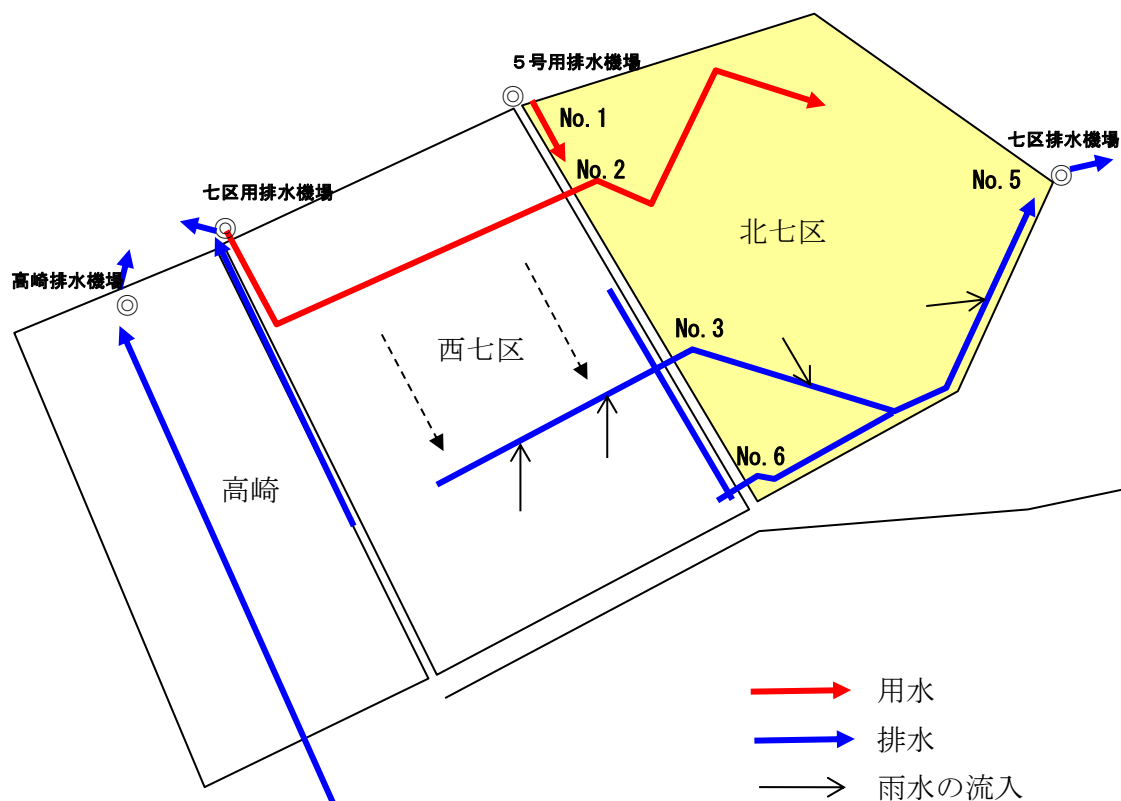 5号用排水機場
No.1
七区排水機場
No.2
No.5
七区用排水機場
北七区
高崎排水機場
No.3
西七区
No.6
高崎
用水
排水
雨水の流入